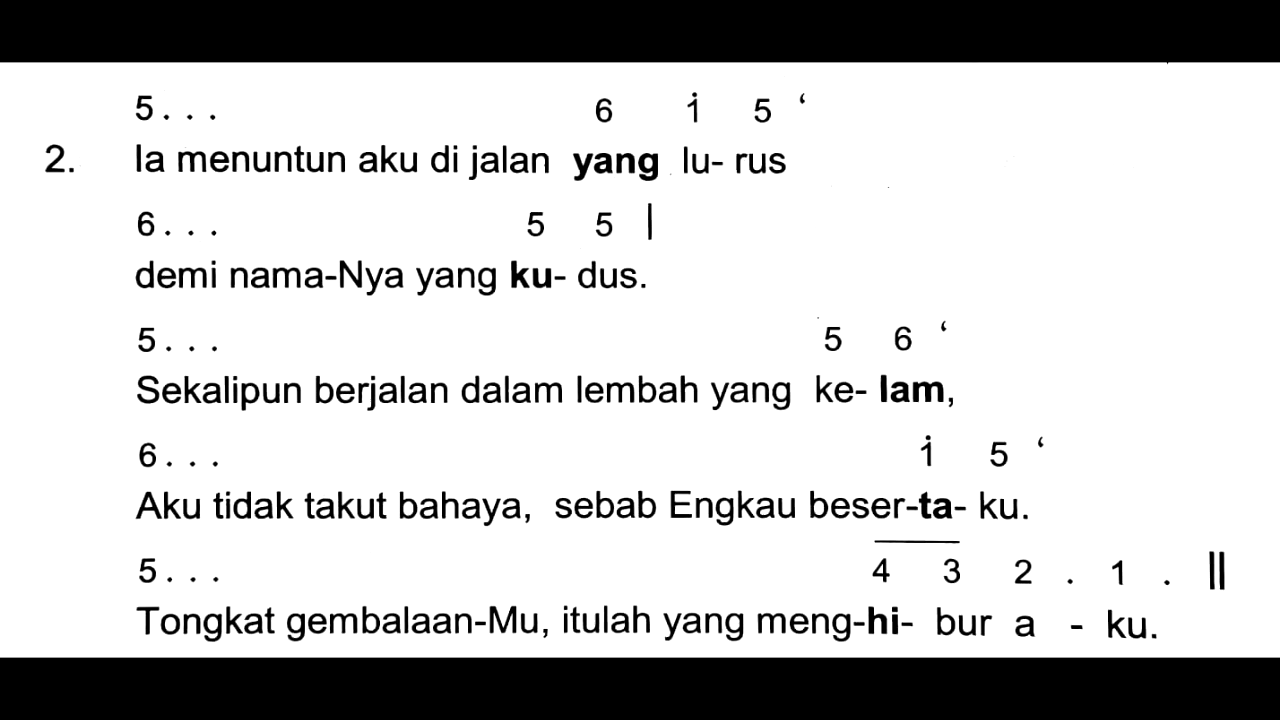 5 . . . 6 i 5 ‘
2. Ia menuntun aku di jalan yang lu- rus
6 . . . 5 5 |
demi nama-Nya yang ku- dus.
5 . . . 5 6 ‘
Sekalipun berjalan dalam lembah yang ke- lam,
6 . . . i 5 ‘
Aku tidak takut bahaya, sebab Engkau beser-ta- ku.
5 . . . 4 3 2 . 1 . ||
Tongkat gembalaan-Mu, itulah yang meng-hi- bur a - ku.